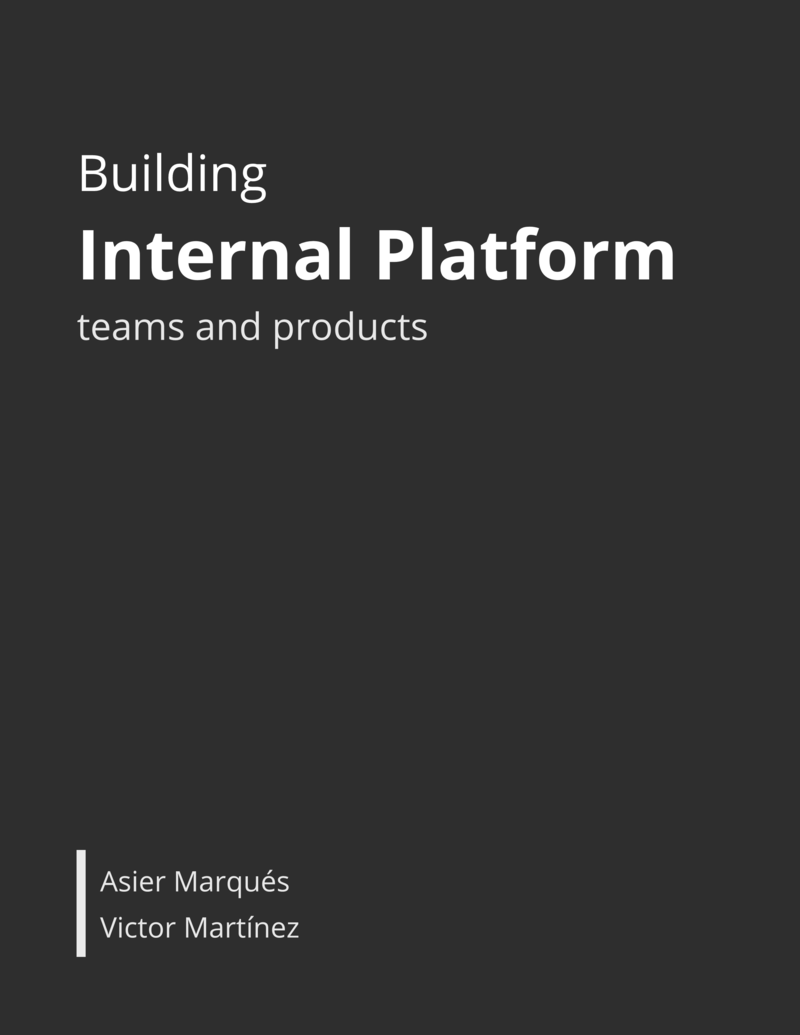 Building
Internal Platform
teams and products
Asier Marqués
Victor Martínez